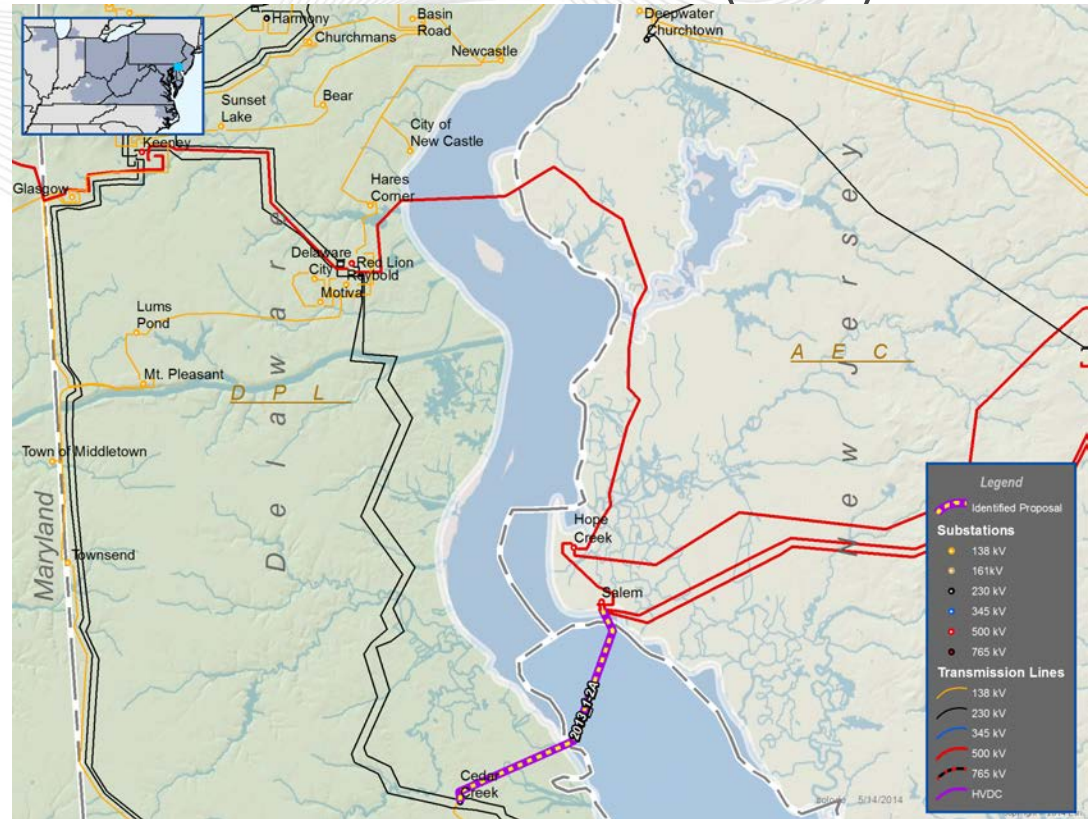 Harmony
Basin
Road
Deepwater
Churchtown
Churchmans
Newcastle
Sunset
Lake
Bear
City of
New Castle
Keeney
Glasgow
Hares
Corner
Delaware
City
Red Lion
Reybold
Motiva
Lums
Pond
Mt. Pleasant
D P L
A E C
Delaware
New Jersey
Town of Middletown
Maryland
Townsend
Hope
Creek
Salem
2013_1-2A
Cedar
Creek
Legend
Identified Proposal
Substations
138 kV
161kV
230 kV
345 kV
500 kV
765 kV
Transmission Lines
138 kV
230 kV
345 kV
500 kV
765 kV
HVDC
5/14/2014